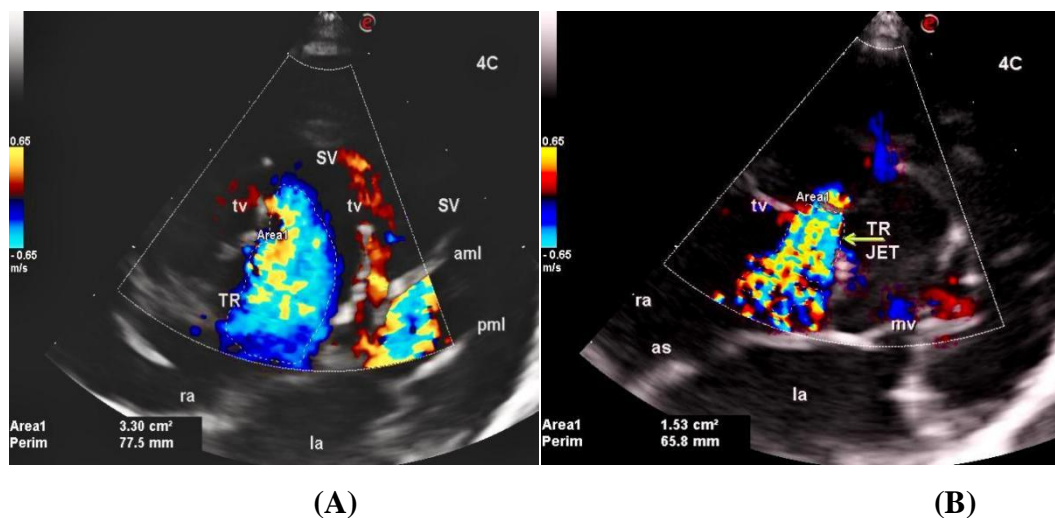 4C
0.65
SV
tv
tv
SV
Area1
- 0.65
m/s
aml
TR
pml
ra
la
Area1 3.30 cm²
Perim 77.5 mm
(A)
4C
0.65
tv
Area1
TR
JET
- 0.65
m/s
ra
mv
as
la
Area1 1.53 cm²
Perim 65.8 mm
(B)